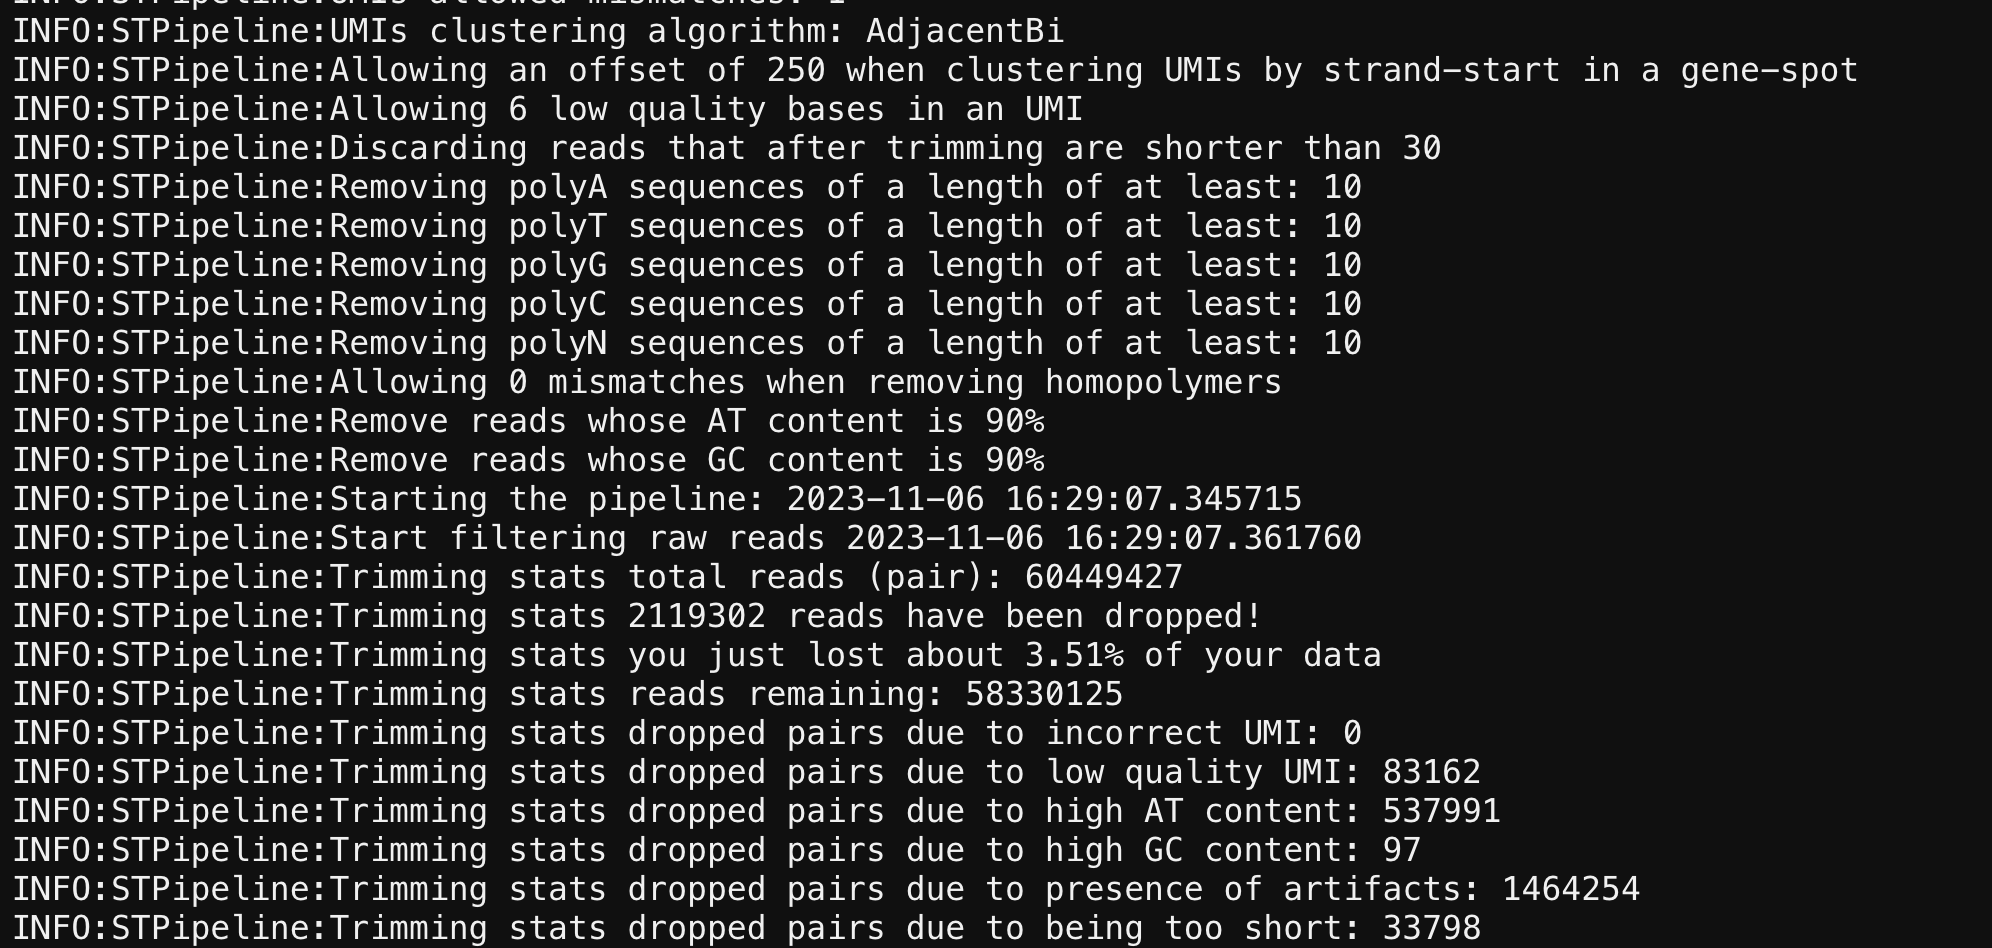 INFO:STPipeline:UMIs allowed mismatches: 1
INFO:STPipeline:UMIs clustering algorithm: AdjacentBi
INFO:STPipeline:Allowing an offset of 250 when clustering UMIs by strand-start in a gene-spot
INFO:STPipeline:Allowing 6 low quality bases in an UMI
INFO:STPipeline:Discarding reads that after trimming are shorter than 30
INFO:STPipeline:Removing polyA sequences of a length of at least: 10
INFO:STPipeline:Removing polyT sequences of a length of at least: 10
INFO:STPipeline:Removing polyG sequences of a length of at least: 10
INFO:STPipeline:Removing polyC sequences of a length of at least: 10
INFO:STPipeline:Removing polyN sequences of a length of at least: 10
INFO:STPipeline:Allowing 0 mismatches when removing homopolymers
INFO:STPipeline:Remove reads whose AT content is 90%
INFO:STPipeline:Remove reads whose GC content is 90%
INFO:STPipeline:Starting the pipeline: 2023-11-06 16:29:07.345715
INFO:STPipeline:Start filtering raw reads 2023-11-06 16:29:07.361760
INFO:STPipeline:Trimming stats total reads (pair): 60449427
INFO:STPipeline:Trimming stats 2119302 reads have been dropped!
INFO:STPipeline:Trimming stats you just lost about 3.51% of your data
INFO:STPipeline:Trimming stats reads remaining: 58330125
INFO:STPipeline:Trimming stats dropped pairs due to incorrect UMI: 0
INFO:STPipeline:Trimming stats dropped pairs due to low quality UMI: 83162
INFO:STPipeline:Trimming stats dropped pairs due to high AT content: 537991
INFO:STPipeline:Trimming stats dropped pairs due to high GC content: 97
INFO:STPipeline:Trimming stats dropped pairs due to presence of artifacts: 1464254
INFO:STPipeline:Trimming stats dropped pairs due to being too short: 33798